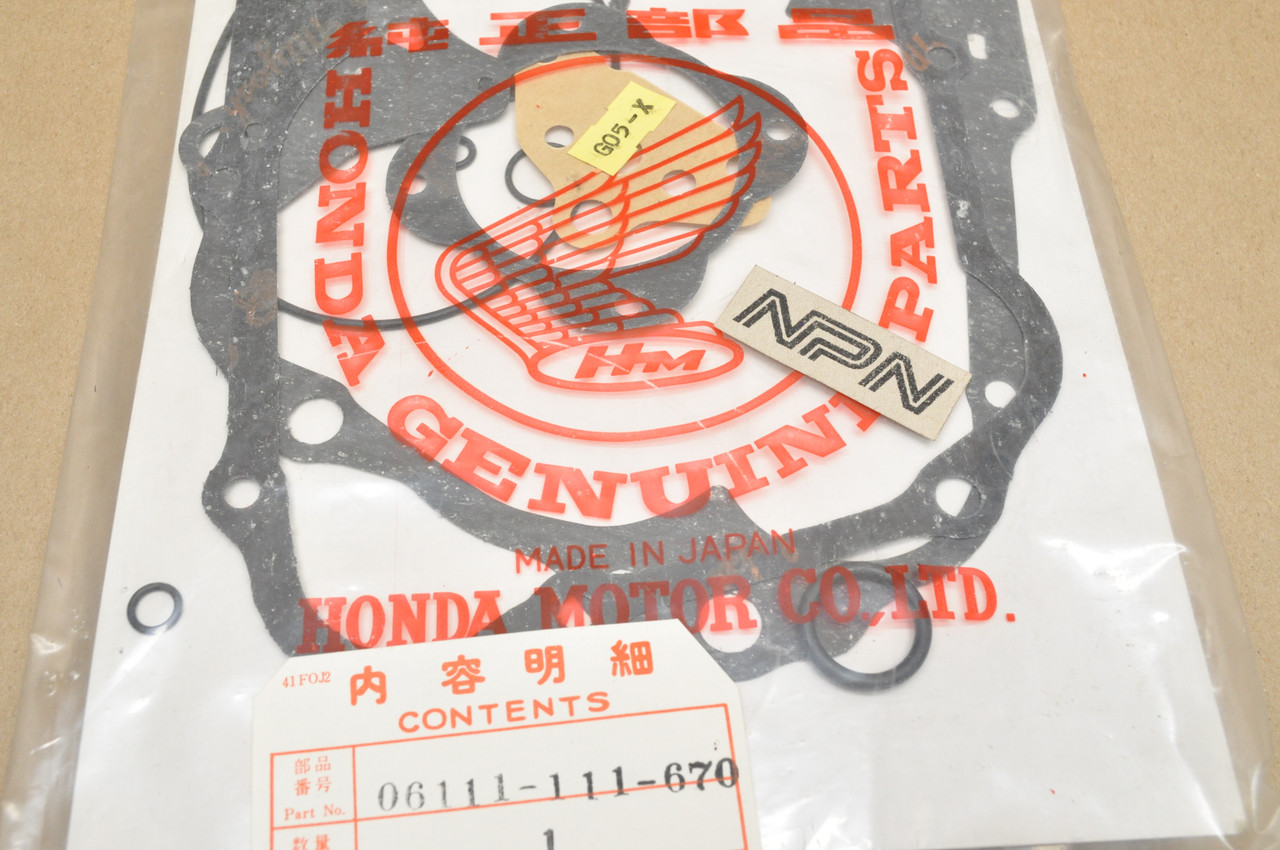 純正部品
HONDA
GENUINE
PARTS
G05-X
HM
NPN
MADE IN JAPAN
HONDA MOTOR CO.,LTD.
41FOJ2
内容明細
CONTENTS
部品
番号
Part No.
06111-111-670
数量
1